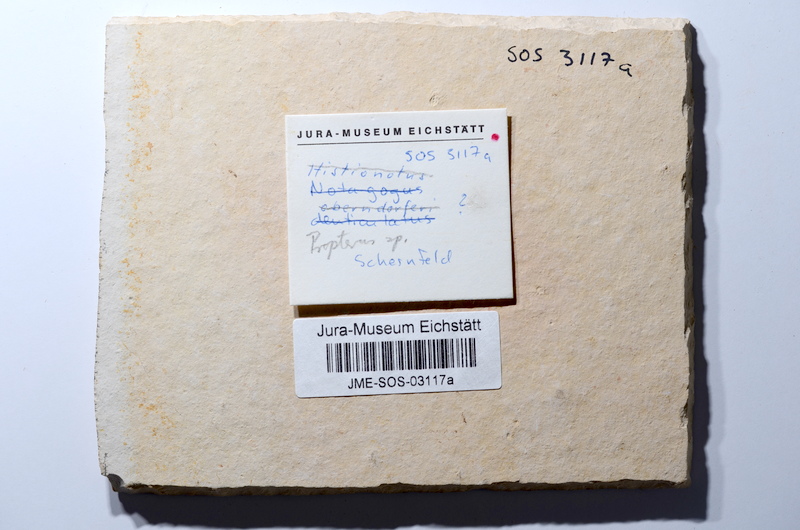 SOS 3117a
JURA-MUSEUM EICHSTÄTT
SOS 3117a
Histionotus
Notagogus
oberndorferi ?
denticulatus
Propterus sp.
Schernfeld
Jura-Museum Eichstätt
JME-SOS-03117a